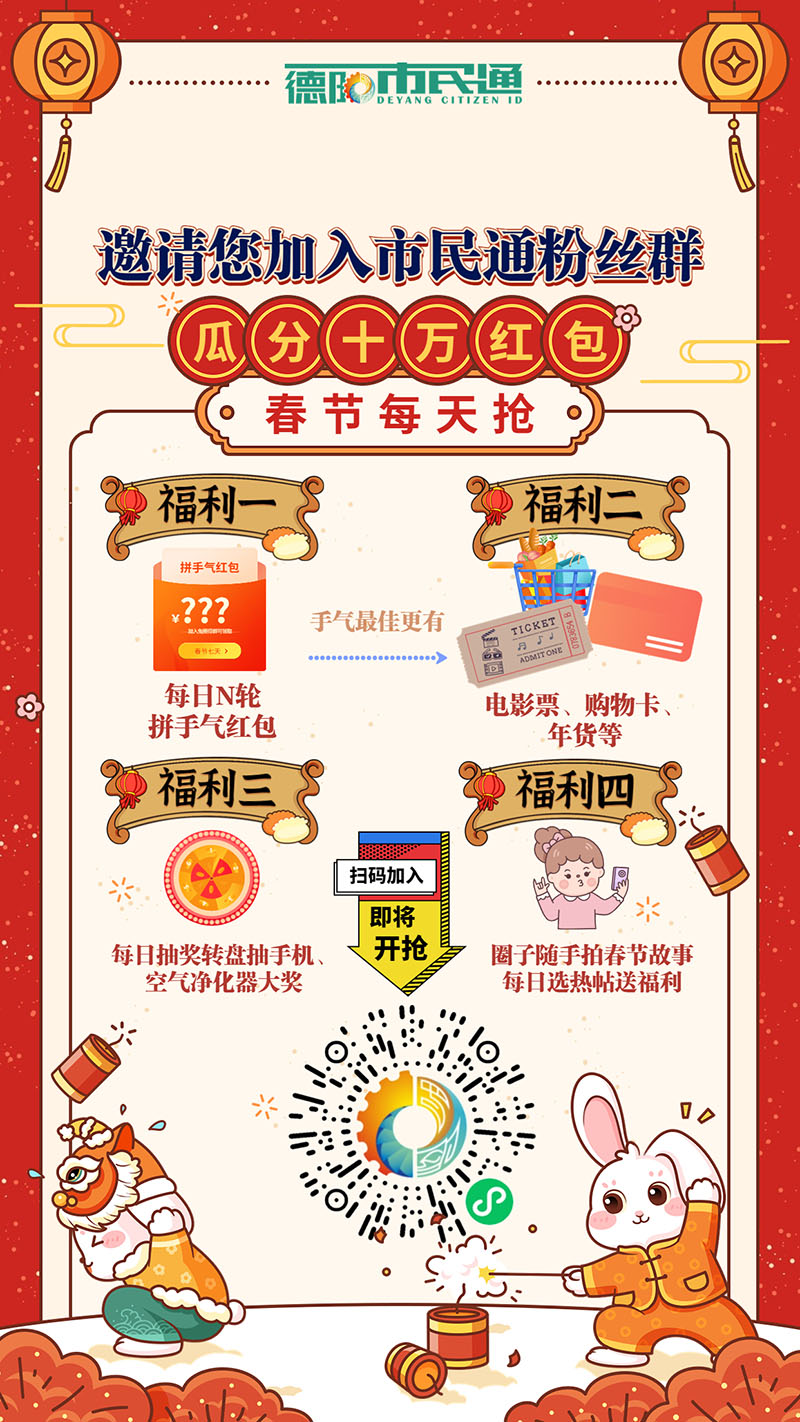 德阳市民通
DEYANG CITIZEN ID
邀请您加入市民通粉丝群
瓜分十万红包
春节每天抢
福利一
拼手气红包
¥???
春节七天 >
每日N轮
拼手气红包
手气最佳更有
福利二
TICKET
ADMIT ONE
电影票、购物卡、
年货等
福利三
每日抽奖转盘抽手机、
空气净化器大奖
扫码加入
即将
开抢
福利四
圈子随手拍春节故事
每日选热帖送福利